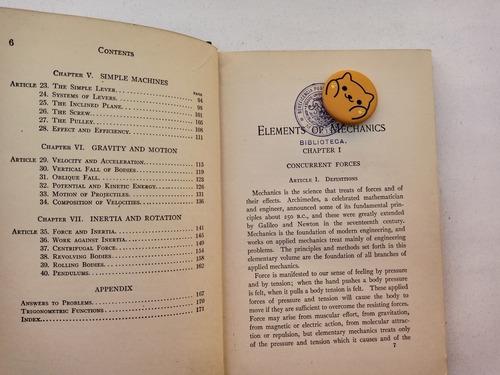 6
CONTENTS
CHAPTER V. SIMPLE MACHINES
PAGE
ARTICLE 23. THE SIMPLE LEVER 91
24. SYSTEMS OF LEVERS 94
25. THE INCLINED PLANE 98
26. THE SCREW 101
27. THE PULLEY 108
28. EFFECT AND EFFICIENCY 111
CHAPTER VI. GRAVITY AND MOTION
ARTICLE 29. VELOCITY AND ACCELERATION 115
30. VERTICAL FALL OF BODIES 119
31. OBLIQUE FALL
32. POTENTIAL AND KINETIC ENERGY 126
33. MOTION OF PROJECTILES 131
34. COMPOSITION OF VELOCITIES 136
CHAPTER VII. INERTIA AND ROTATION
ARTICLE 35. FORCE AND INERTIA 141
36. WORK AGAINST INERTIA 145
37. CENTRIFUGAL FORCE
38. REVOLVING BODIES 158
39. ROLLING BODIES 162
40. PENDULUMS
APPENDIX
ANSWERS TO PROBLEMS 167
TRIGONOMETRIC FUNCTIONS 170
INDEX 171
ELEMENTS OF MECHANICS
BIBLIOTECA
CHAPTER I
CONCURRENT FORCES
ARTICLE 1. DEFINITIONS
Mechanics is the science that treats of forces and of
their effects. Archimedes, a celebrated mathematician
and engineer, announced some of its fundamental prin-
ciples about 250 B.C., and these were greatly extended
by Galileo and Newton in the seventeenth century.
Mechanics is the foundation of modern engineering, and
works on applied mechanics treat mainly of engineering
problems. The principles and methods set forth in this
elementary volume are the foundation of all branches of
applied mechanics.
Force is manifested to our sense of feeling by pressure
and by tension; when the hand pushes a body pressure
is felt, when it pulls a body tension is felt. These applied
forces of pressure and tension will cause the body to
move if they are sufficient to overcome the resisting forces.
Force may arise from muscular effort, from gravitation,
from magnetic or electric action, from molecular attrac-
tion or repulsion, but elementary mechanics treats only
of the pressure and tension which it causes and of the
7